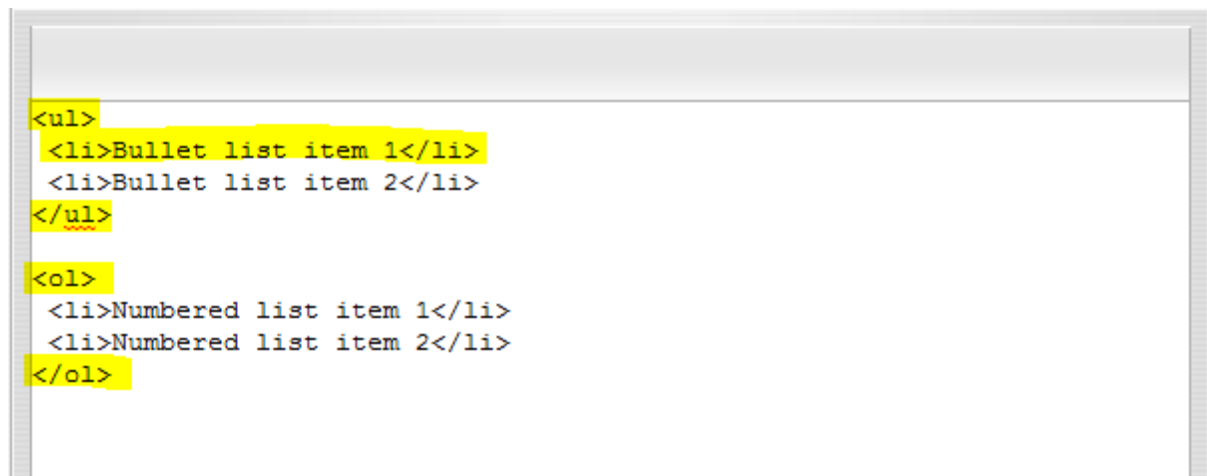 <ul>
<li>Bullet list item 1</li>
<li>Bullet list item 2</li>
</ul>
<ol>
<li>Numbered list item 1</li>
<li>Numbered list item 2</li>
</ol>